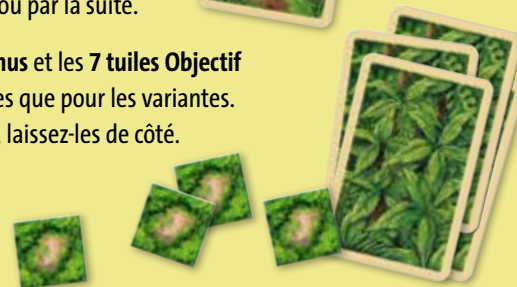 ou par la suite.
nus et les 7 tuiles Objectif
es que pour les variantes.
laissez-les de côté.